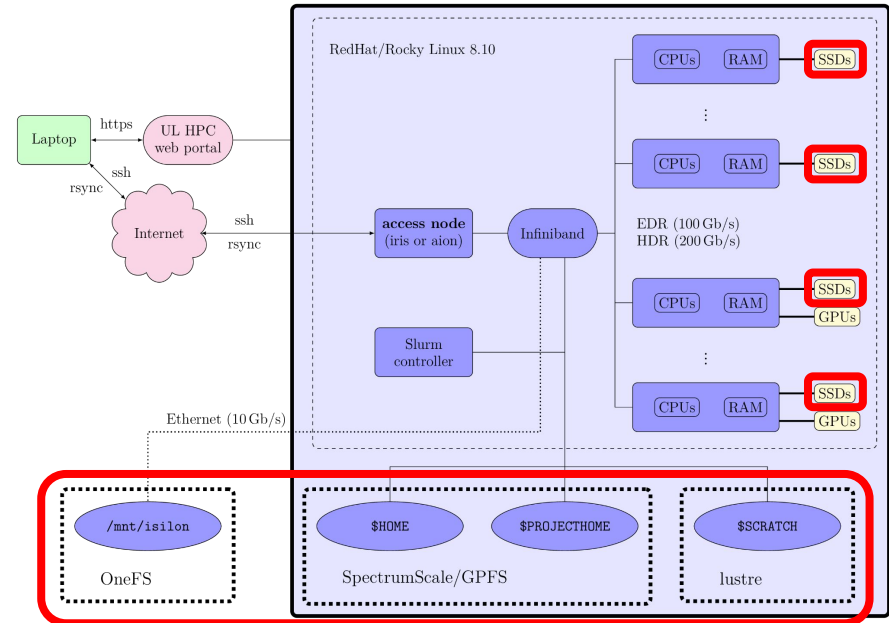 RedHat/Rocky Linux 8.10
CPUs
RAM
SSDs
⋮
CPUs
RAM
SSDs
Laptop
https
UL HPC
web portal
ssh
rsync
Internet
ssh
rsync
access node
(iris or aion)
Infiniband
EDR (100 Gb/s)
HDR (200 Gb/s)
CPUs
RAM
SSDs
GPUs
Slurm
controller
⋮
CPUs
RAM
SSDs
GPUs
Ethernet (10 Gb/s)
/mnt/isilon
OneFS
$HOME
$PROJECTHOME
SpectrumScale/GPFS
$SCRATCH
lustre